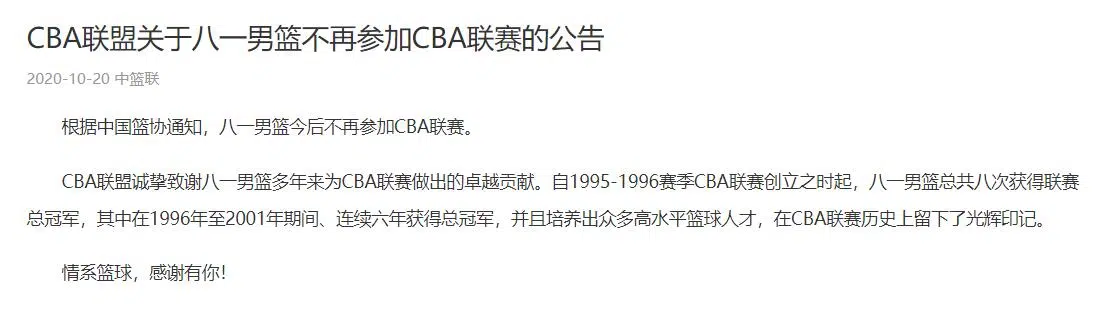 CBA联盟关于八一男篮不再参加CBA联赛的公告
2020-10-20 中篮联
根据中国篮协通知，八一男篮今后不再参加CBA联赛。
CBA联盟诚挚致谢八一男篮多年来为CBA联赛做出的卓越贡献。自1995-1996赛季CBA联赛创立之时起，八一男篮总共八次获得联赛
总冠军，其中在1996年至2001年期间、连续六年获得总冠军，并且培养出众多高水平篮球人才，在CBA联赛历史上留下了光辉印记。
情系篮球，感谢有你！